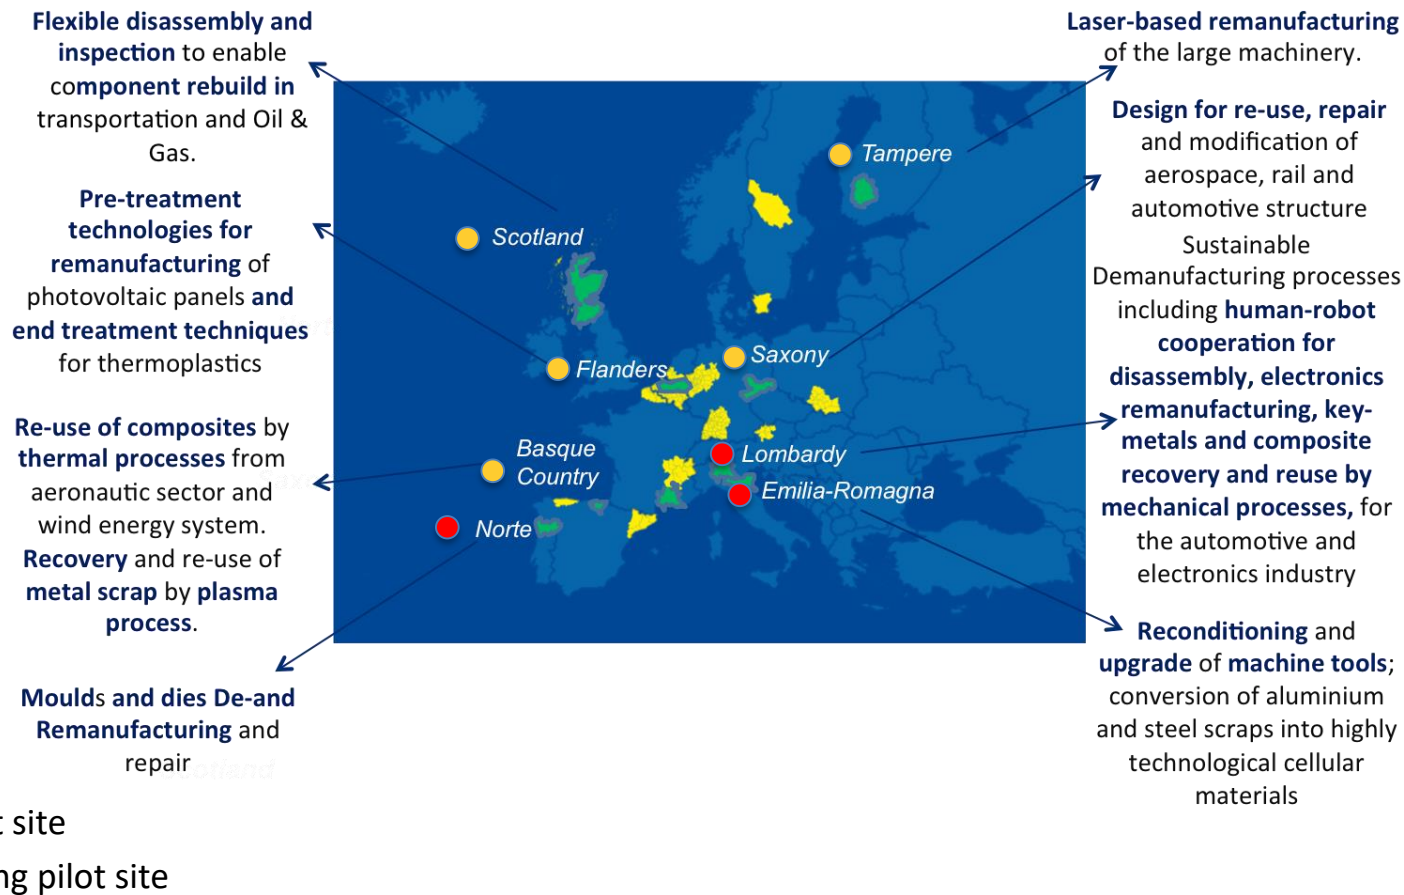 Flexible disassembly and
inspection to enable
component rebuild in
transportation and Oil &
Gas.
Pre-treatment
technologies for
remanufacturing of
photovoltaic panels and
end treatment techniques
for thermoplastics
Re-use of composites by
thermal processes from
aeronautic sector and
wind energy system.
Recovery and re-use of
metal scrap by plasma
process.
Moulds and dies De-and
Remanufacturing and
repair
Scotland
site
pilot site
Tampere
Scotland
Saxony
Flanders
Basque
Country
Lombardy
Emilia-Romagna
Norte
Laser-based remanufacturing
of the large machinery.
Design for re-use, repair
and modification of
aerospace, rail and
automotive structure
Sustainable
Demanufacturing processes
including human-robot
cooperation for
disassembly, electronics
remanufacturing, key-
metals and composite
recovery and reuse by
mechanical processes, for
the automotive and
electronics industry
Reconditioning and
upgrade of machine tools;
conversion of aluminium
and steel scraps into highly
technological cellular
materials